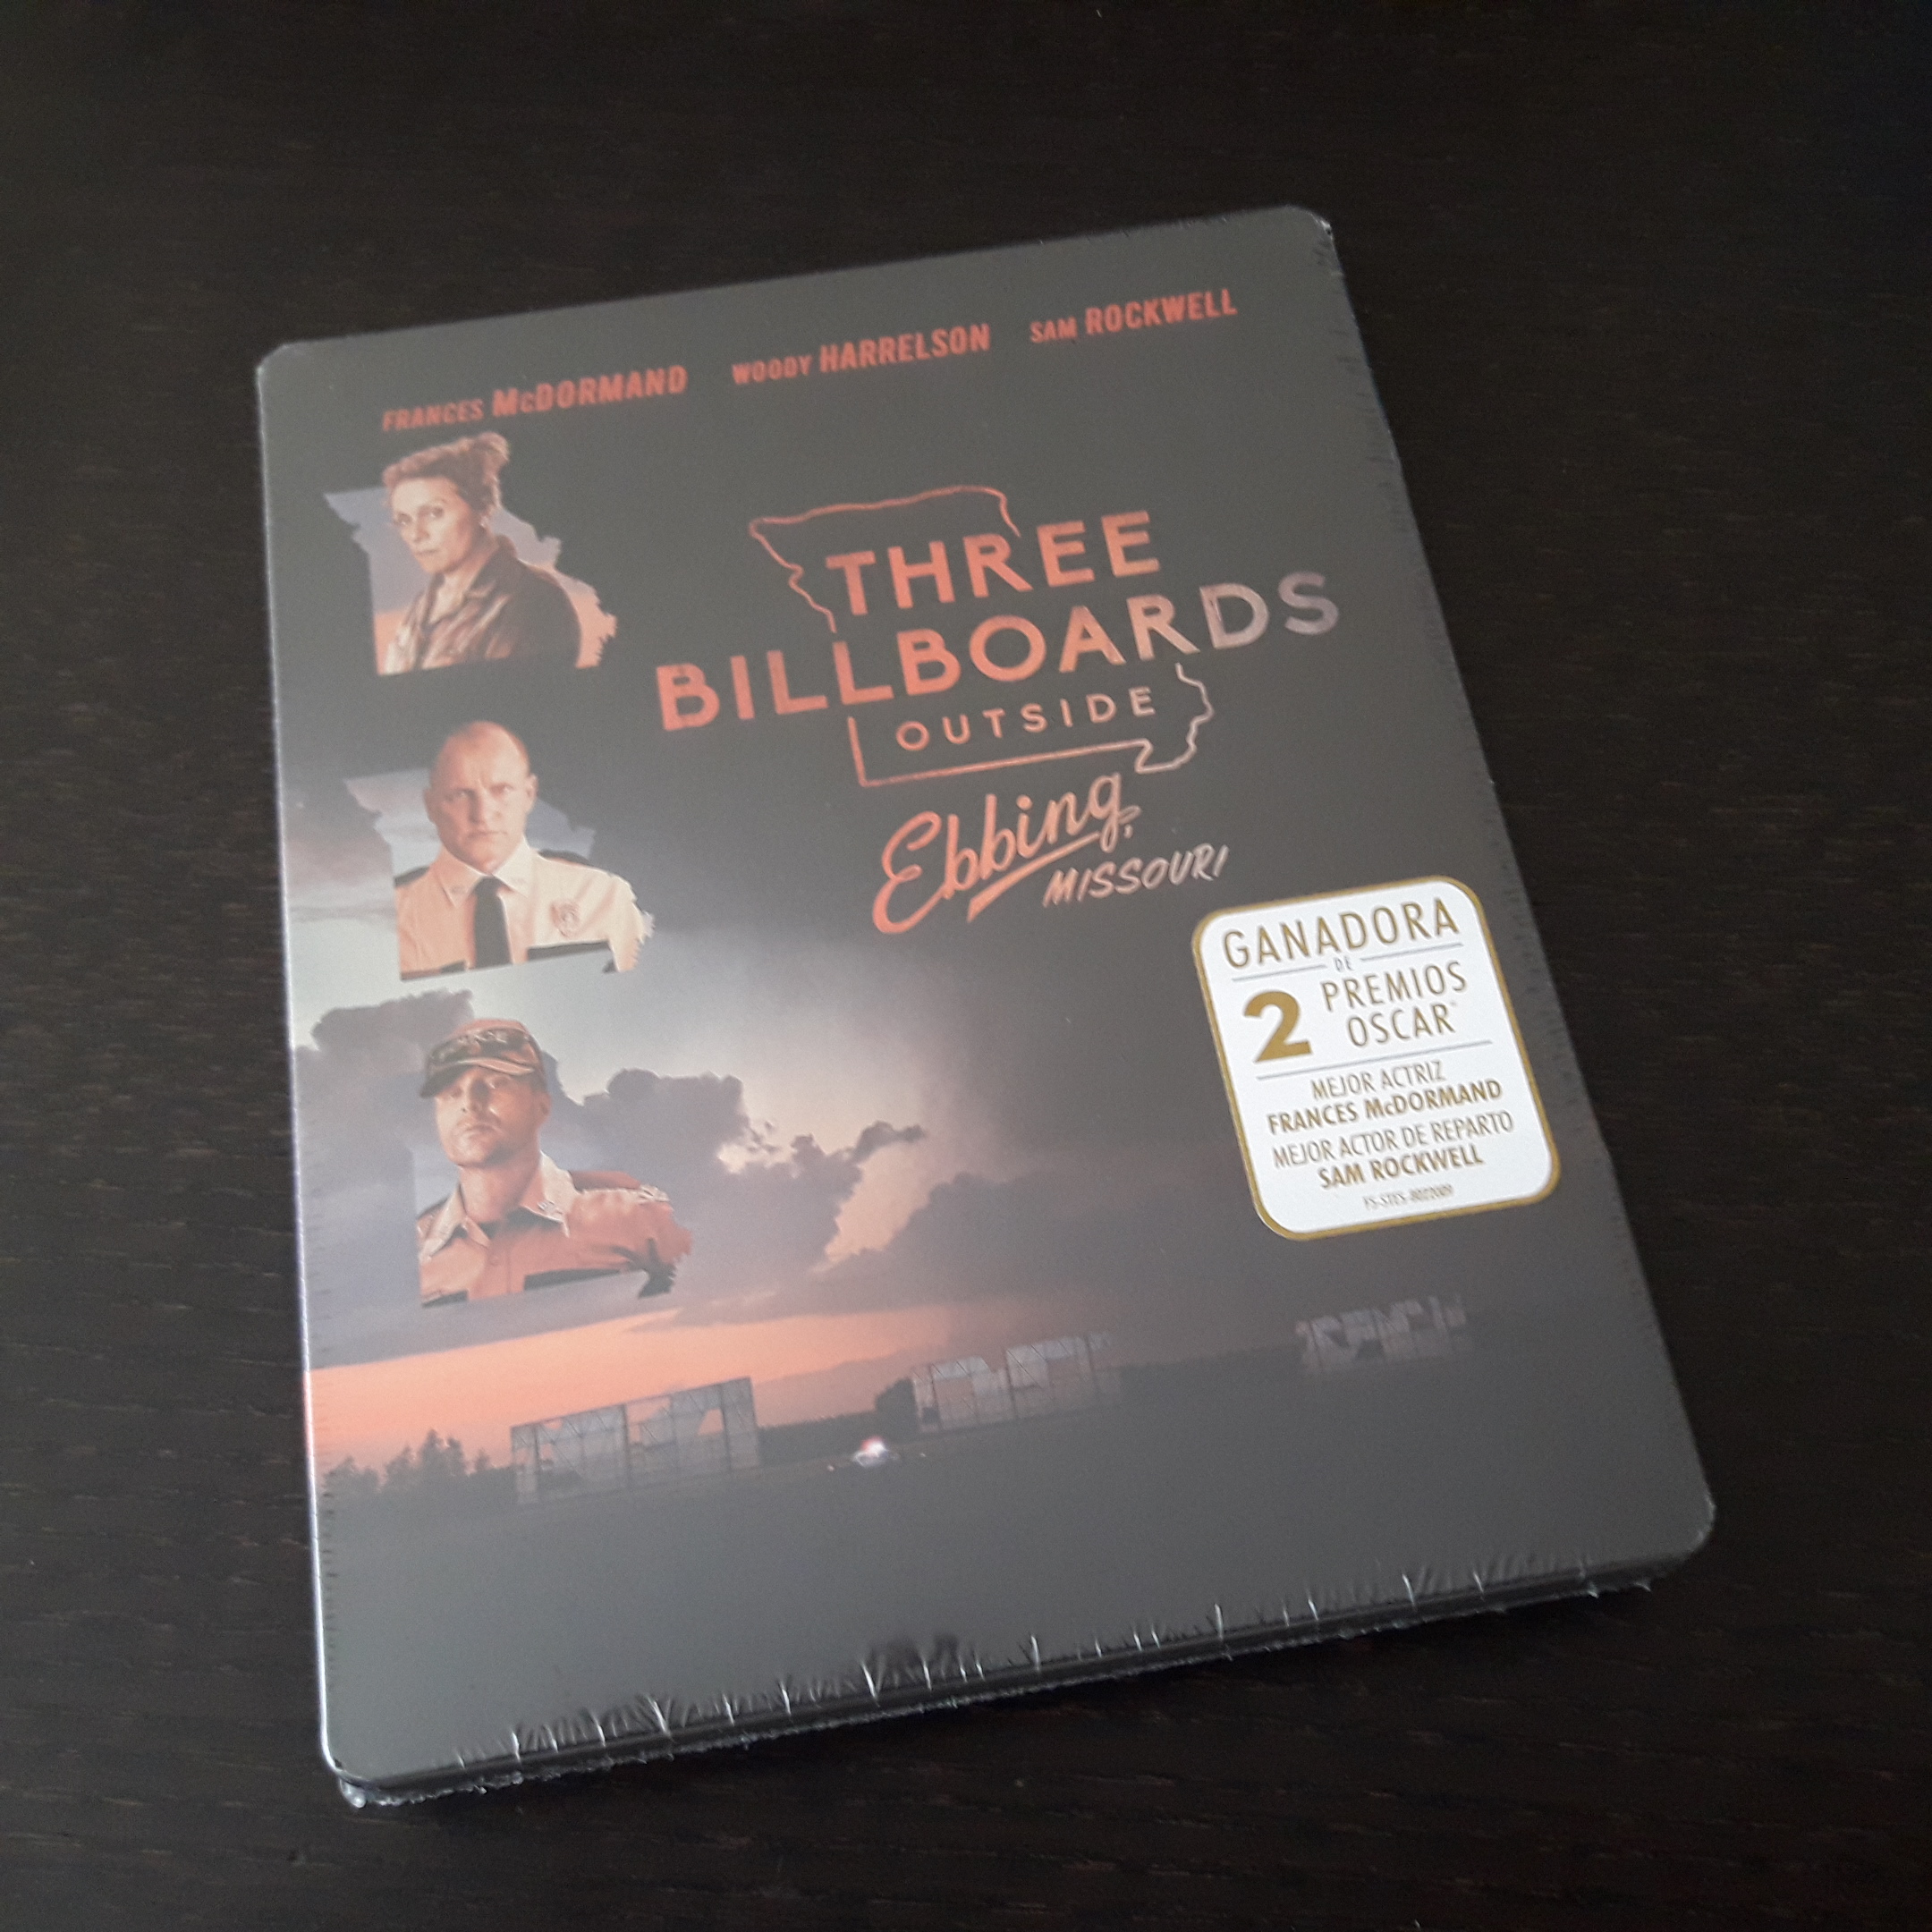 FRANCES McDORMAND WOODY HARRELSON SAM ROCKWELL
THREE
BILLBOARDS
OUTSIDE
Ebbing,
MISSOURI
GANADORA
DE
2 PREMIOS
OSCAR
MEJOR ACTRIZ
FRANCES McDORMAND
MEJOR ACTOR DE REPARTO
SAM ROCKWELL